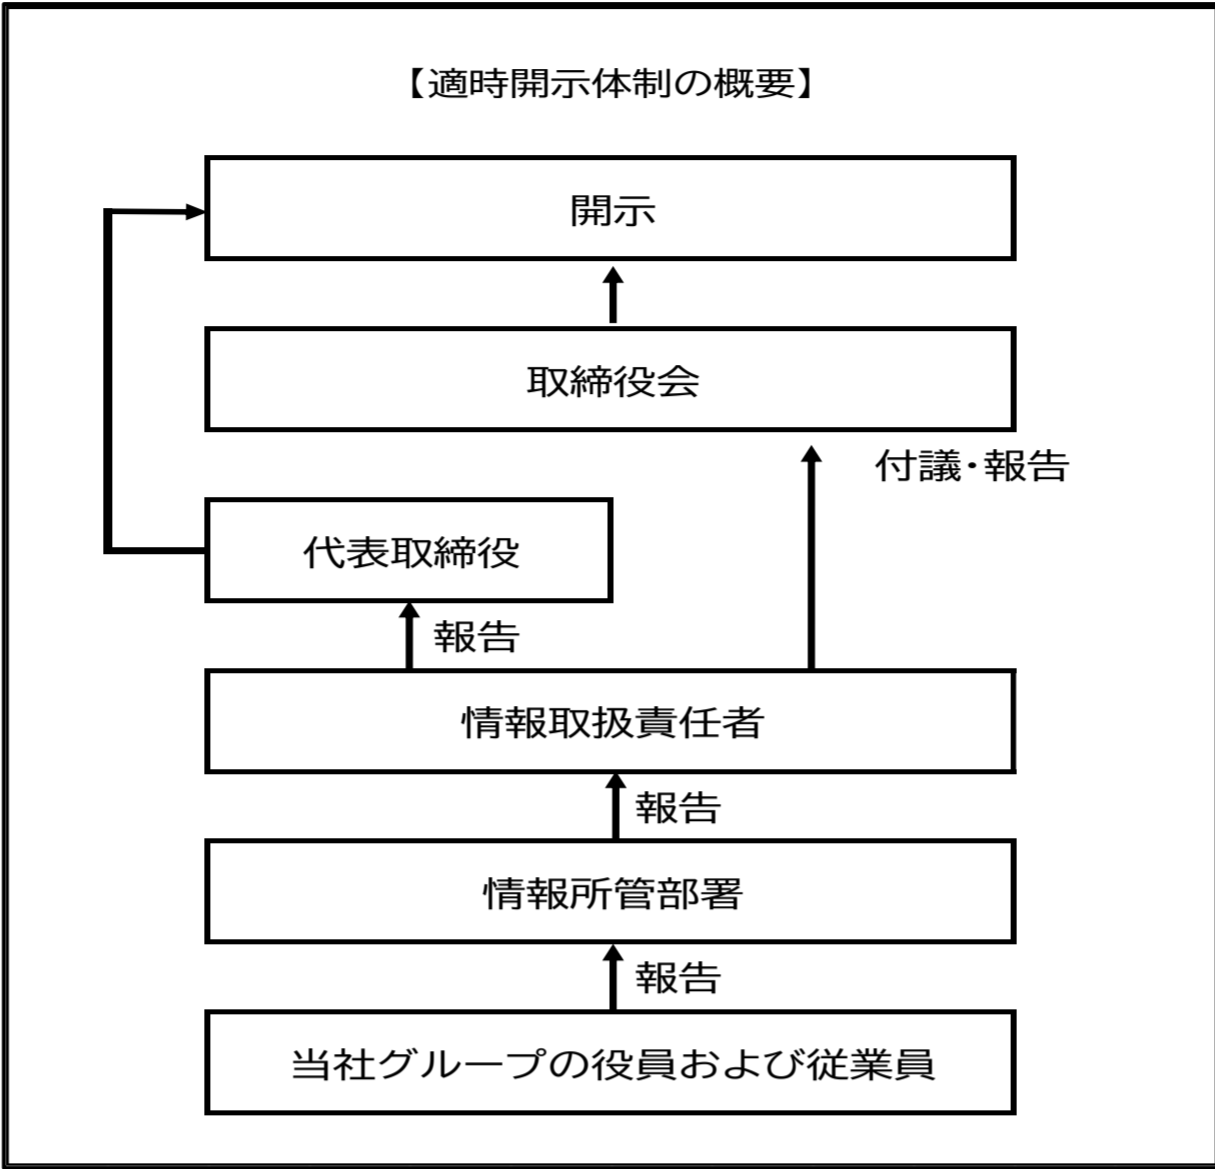 【適時開示体制の概要】
開示
取締役会
付議・報告
代表取締役
報告
情報取扱責任者
報告
情報所管部署
報告
当社グループの役員および従業員